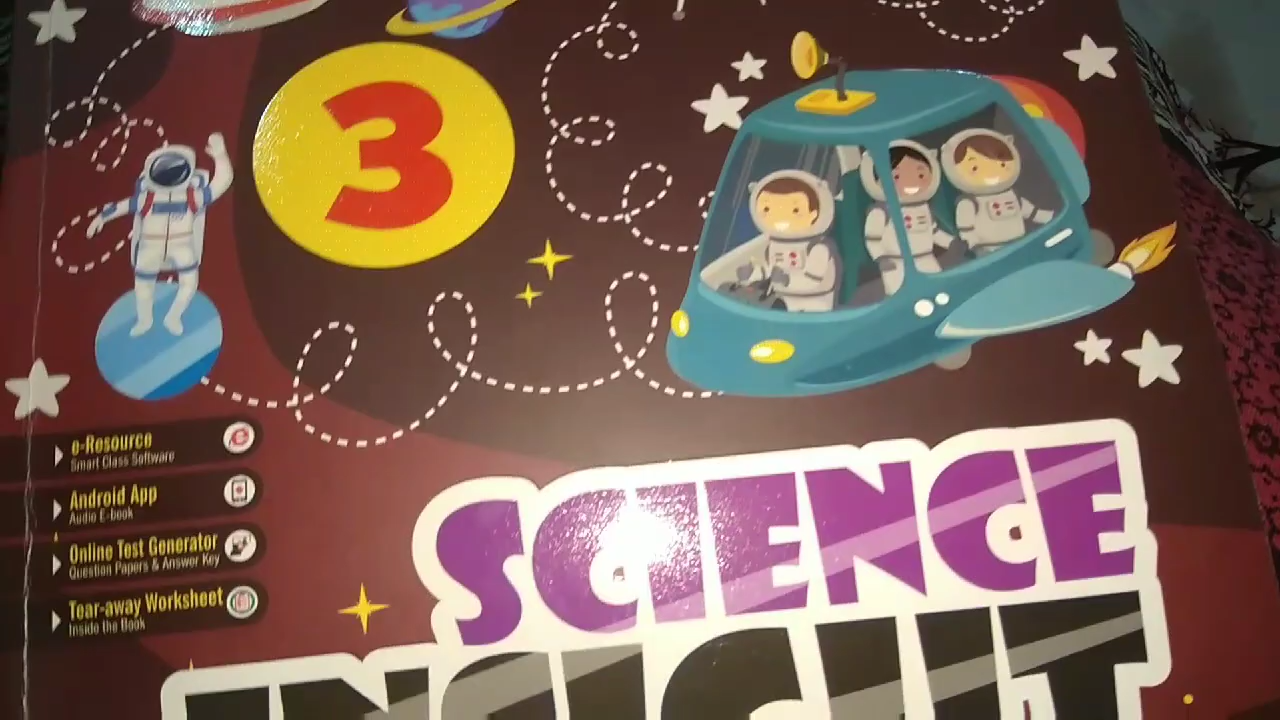 3
e-Resource
Smart Class Software
Android App
Audio E-book
Online Test Generator
Question Papers & Answer Key
Tear-away Worksheet
Inside the Book
SCIENCE
INSIGHT